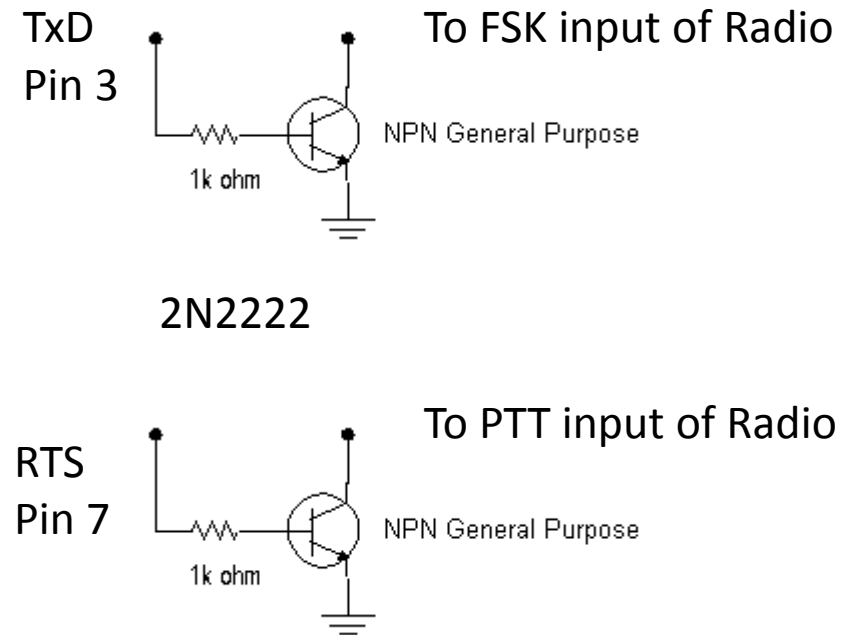 TxD
Pin 3
To FSK input of Radio
NPN General Purpose
1k ohm
2N2222
RTS
Pin 7
To PTT input of Radio
NPN General Purpose
1k ohm